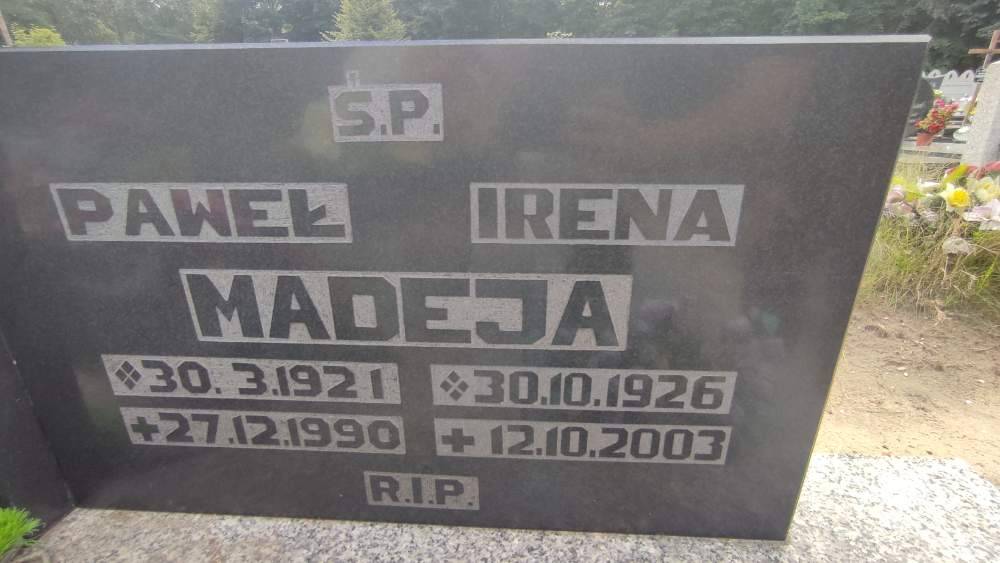 Ś.P.
PAWEŁ IRENA
MADEJA
30.3.1921 30.10.1926
+27.12.1990 +12.10.2003
R.I.P.